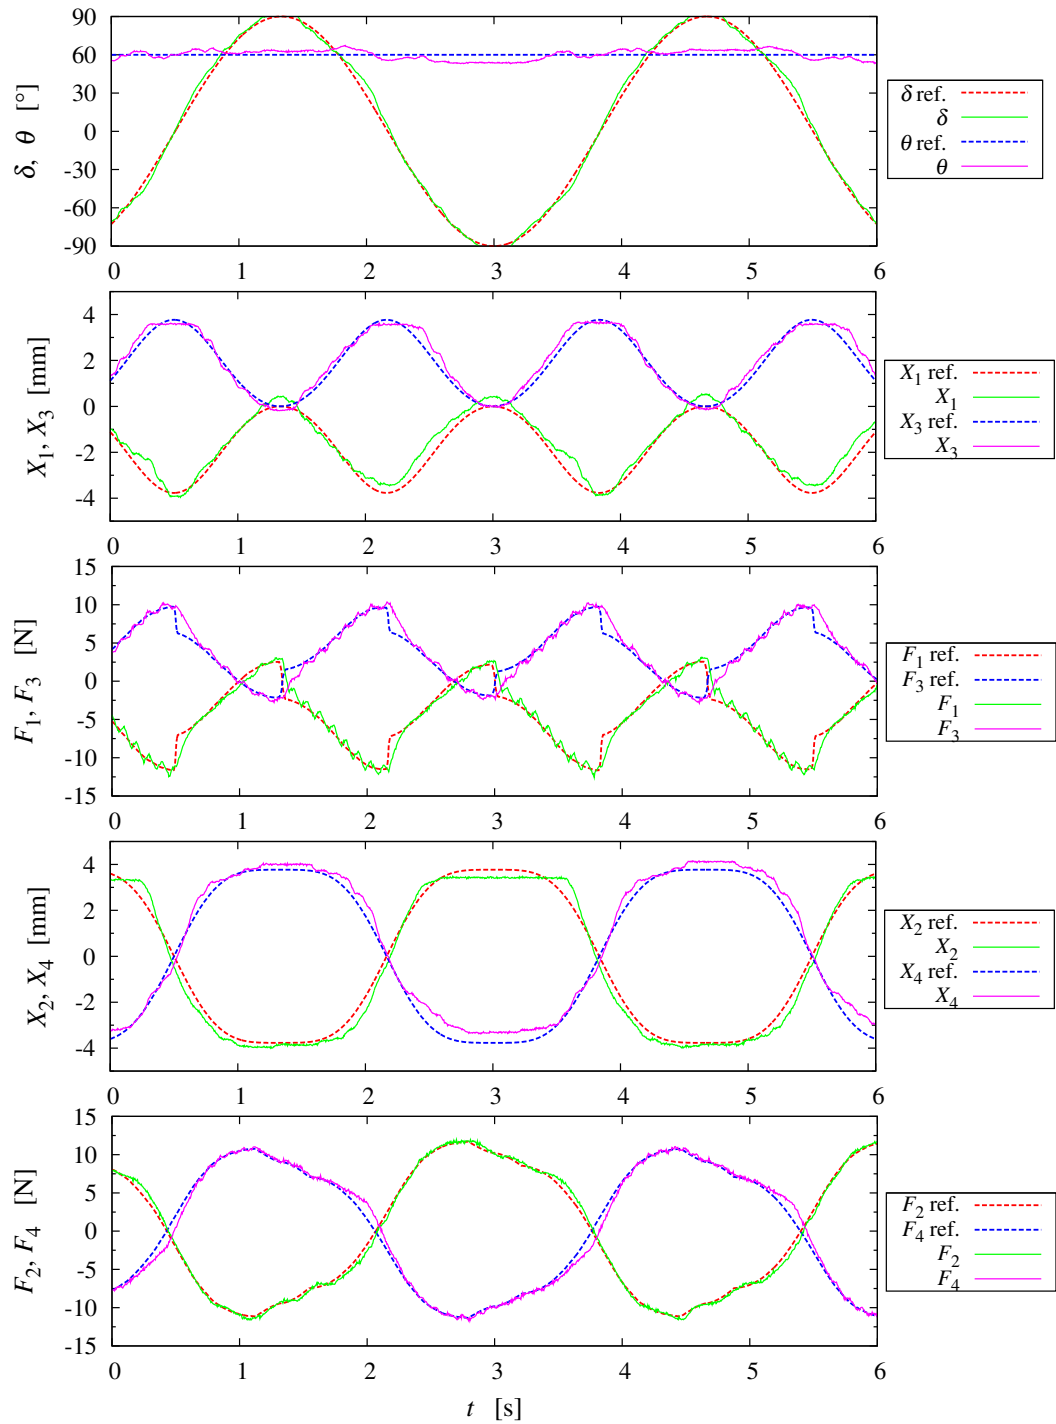 90
60
30
0
-30
-60
-90
δ, θ [°]
0 1 2 3 4 5 6
δ ref.
δ
θ ref.
θ
4
2
0
-2
-4
X1, X3 [mm]
0 1 2 3 4 5 6
X1 ref.
X1
X3 ref.
X3
15
10
5
0
-5
-10
-15
F1, F3 [N]
0 1 2 3 4 5 6
F1 ref.
F3 ref.
F1
F3
4
2
0
-2
-4
X2, X4 [mm]
0 1 2 3 4 5 6
X2 ref.
X2
X4 ref.
X4
15
10
5
0
-5
-10
-15
F2, F4 [N]
0 1 2 3 4 5 6
F2 ref.
F4 ref.
F2
F4
t [s]